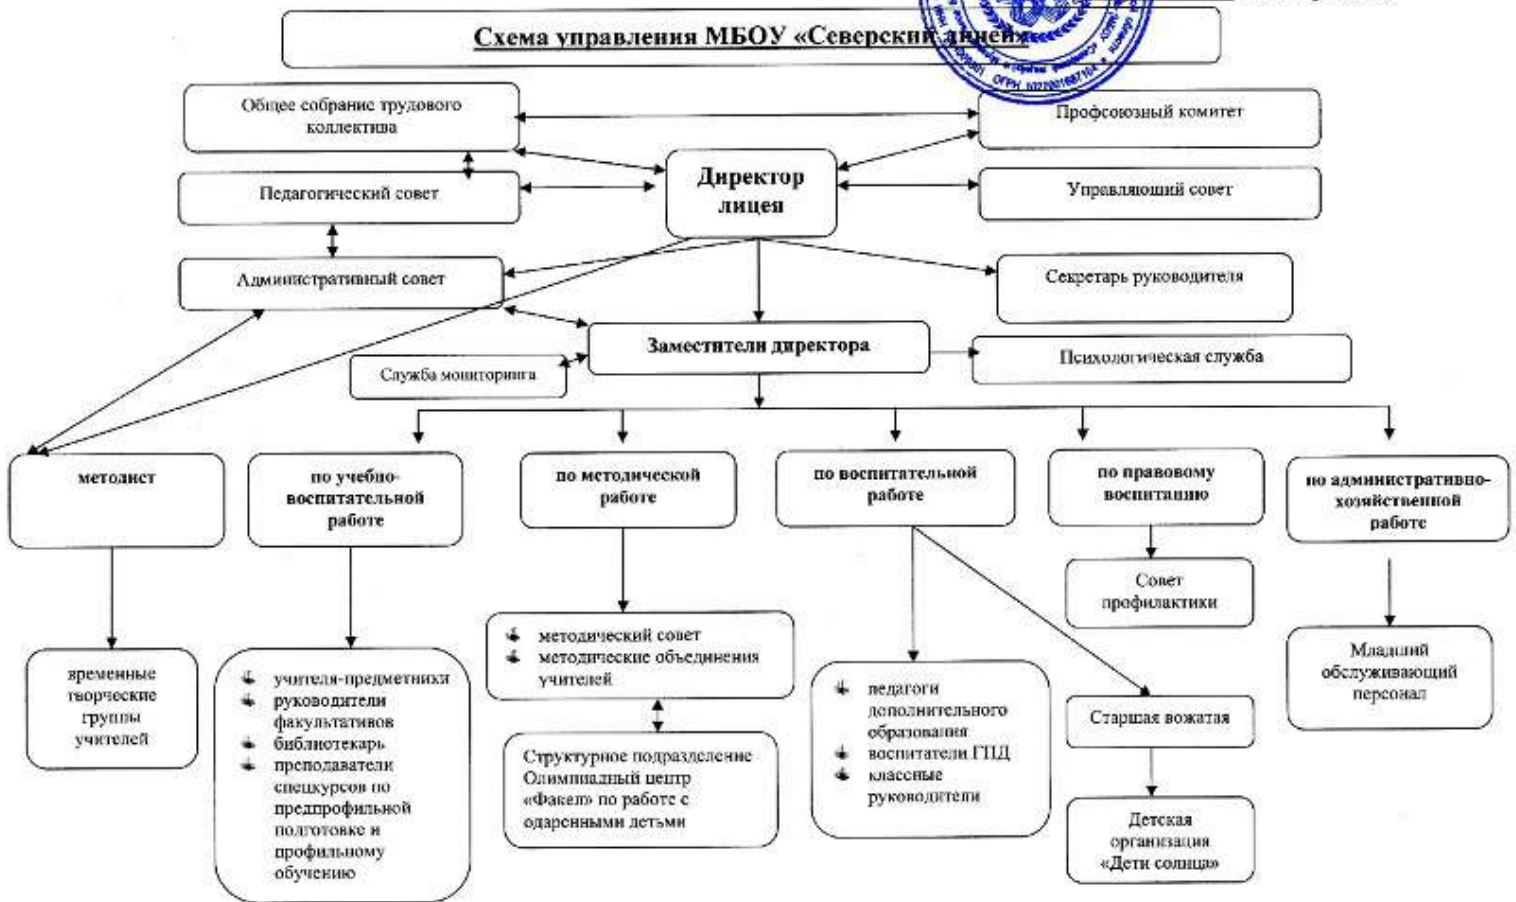 Схема управления МБОУ «Северский лицей»
Общее собрание трудового
коллектива
Профсоюзный комитет
Директор
лицея
Педагогический совет
Управляющий совет
Административный совет
Секретарь руководителя
Заместители директора
Служба мониторинга
Психологическая служба
методист
по учебно-
воспитательной
работе
по методической
работе
по воспитательной
работе
по правовому
воспитанию
по административно-
хозяйственной
работе
Совет
профилактики
временные
творческие
группы
учителей
учителя-предметники
руководители
факультативов
библиотекарь
преподаватели
спецкурсов по
предпрофильной
подготовке и
профильному
обучению
методический совет
методические объединения
учителей
Структурное подразделение
Олимпиадный центр
«Факел» по работе с
одаренными детьми
педагоги
дополнительного
образования
воспитатели ГПД
классные
руководители
Старшая вожатая
Детская
организация
«Дети солнца»
Младший
обслуживающий
персонал